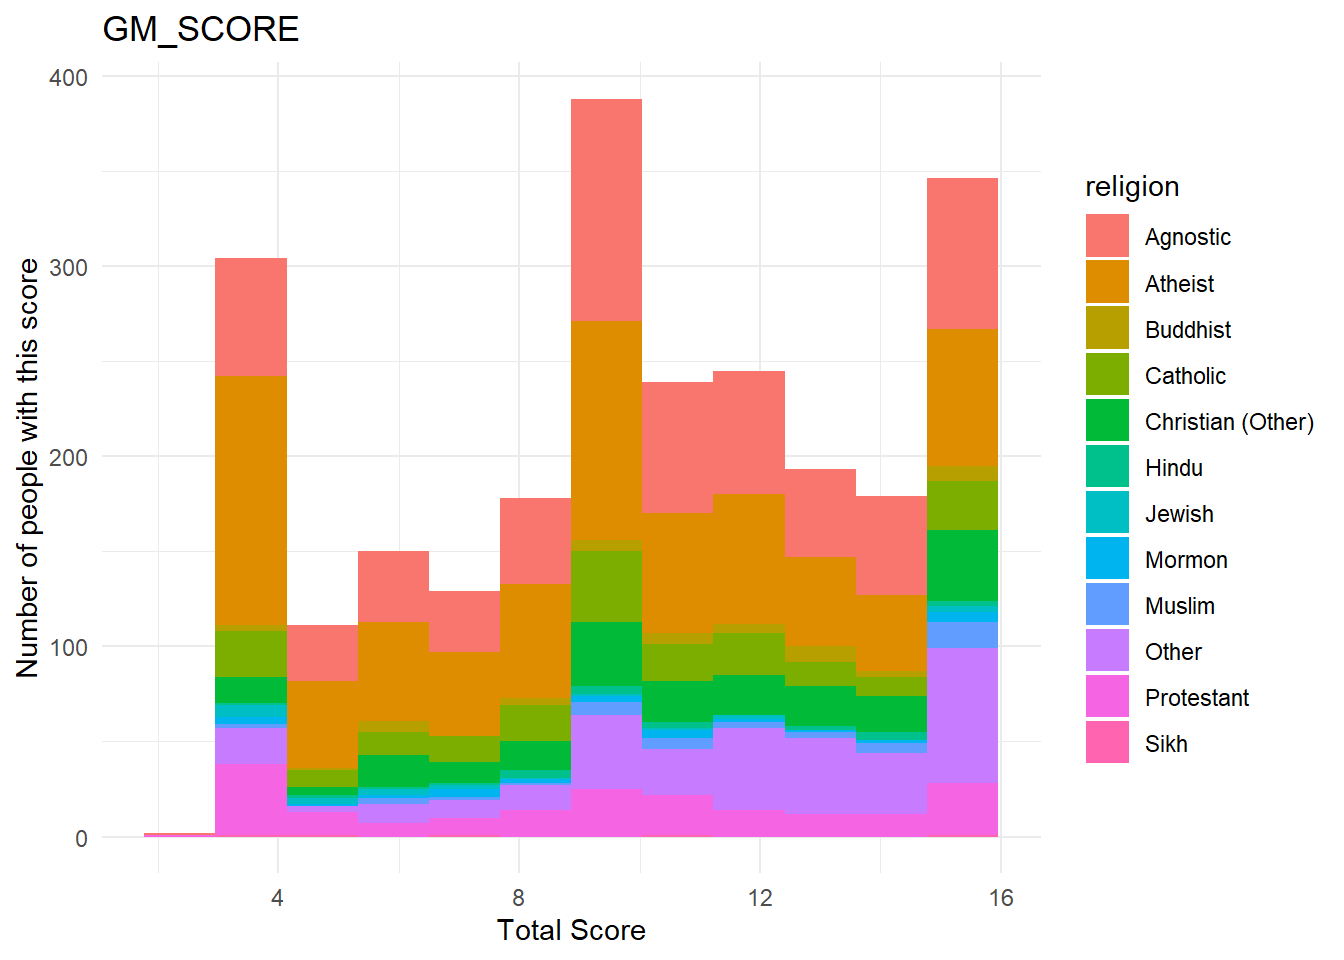 GM_SCORE
400
300
200
100
0
Number of people with this score
4
8
12
16
Total Score
religion
Agnostic
Atheist
Buddhist
Catholic
Christian (Other)
Hindu
Jewish
Mormon
Muslim
Other
Protestant
Sikh